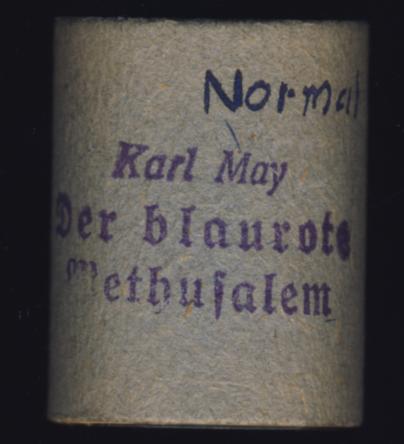 Normal
Karl May
Der blaurote
Methuſalem